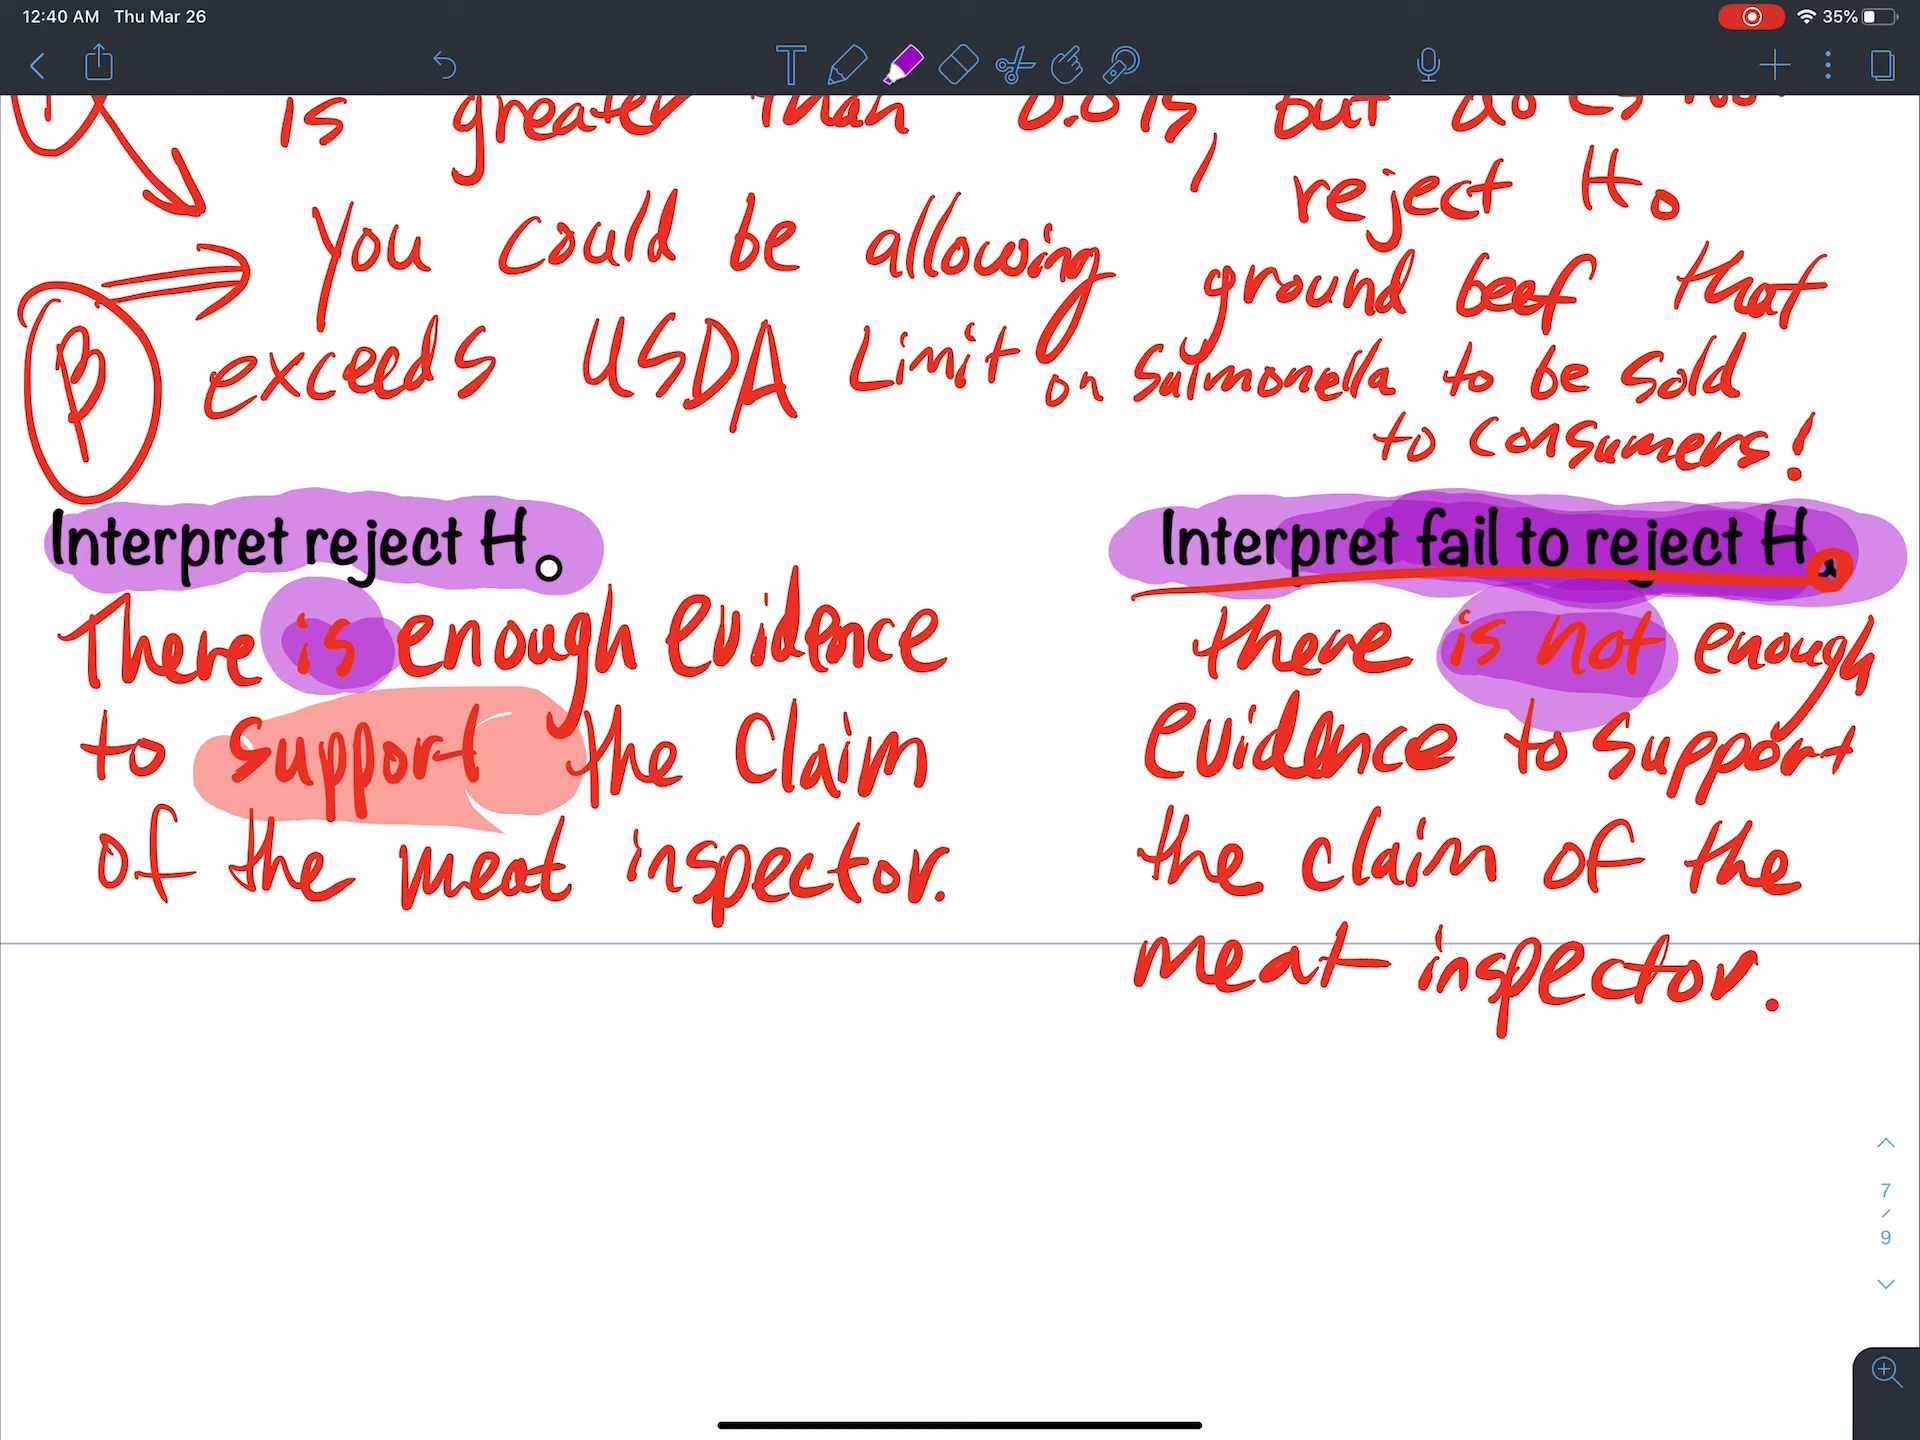 12:40 AM Thu Mar 26
35%
is greater than 0.015, but does no
reject Ho
You could be allowing ground beef that
exceeds USDA Limit on Salmonella to be sold
to consumers!
β
Interpret reject H₀
There is enough evidence
to support the claim
of the meat inspector.
Interpret fail to reject H₀
there is not enough
evidence to support
the claim of the
meat inspector.
7
/
9